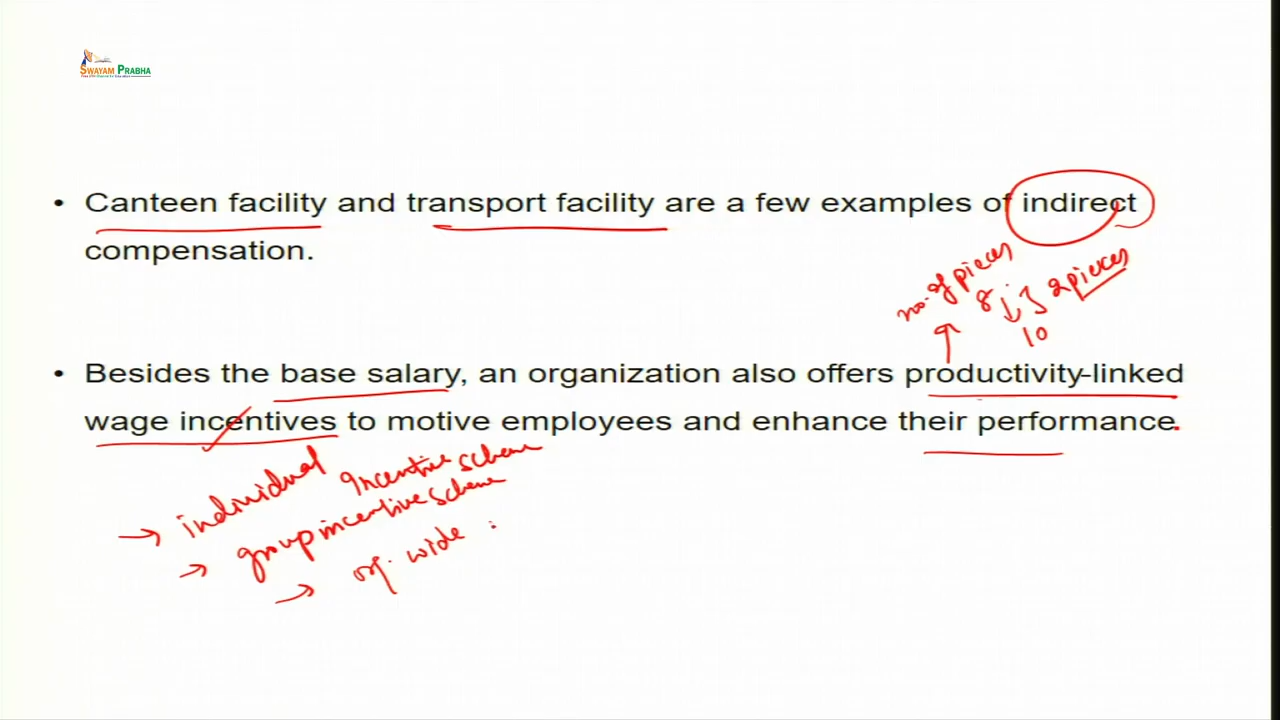 SWAYAM PRABHA
• Canteen facility and transport facility are a few examples of indirect
compensation.
no. of pieces
8 2 pieces
10
• Besides the base salary, an organization also offers productivity-linked
wage incentives to motive employees and enhance their performance.
→ individual Incentive scheme
→ group incentive scheme
→ org. wide